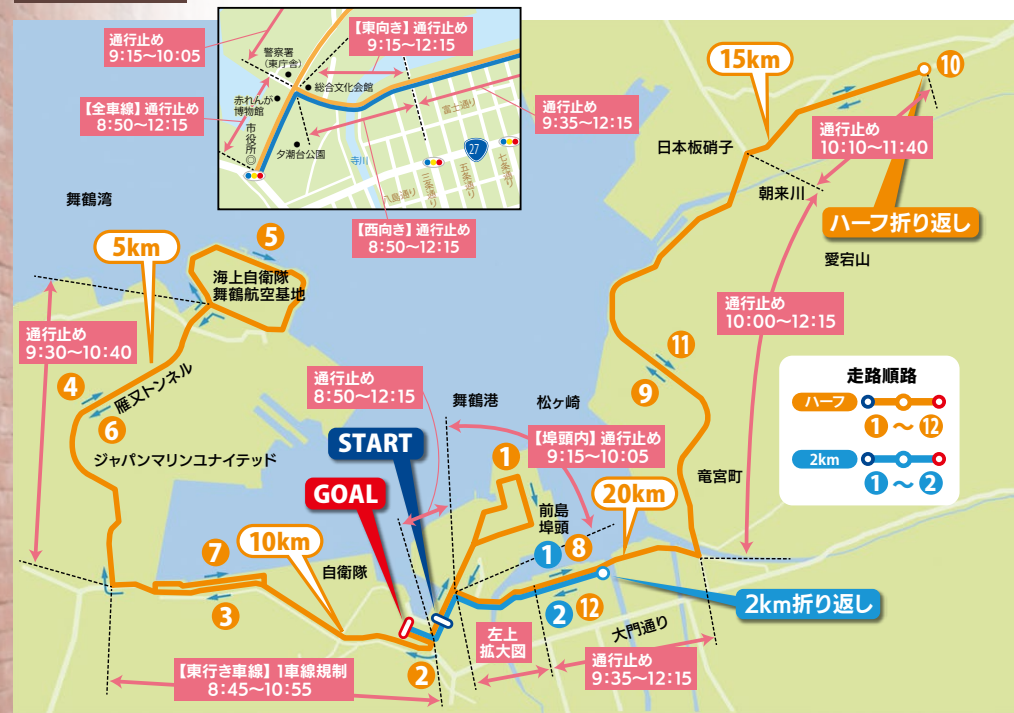 通行止め
9:15〜10:05
【東向き】通行止め
9:15〜12:15
警察署
(東庁舎)
総合文化会館
赤れんが
博物館
【全車線】通行止め
8:50〜12:15
市役所◎
夕潮台公園
寺川
富士通り
27
八島通り
三条通り
五条通り
七条通り
通行止め
9:35〜12:15
【西向き】通行止め
8:50〜12:15
舞鶴湾
5km
5
海上自衛隊
舞鶴航空基地
通行止め
9:30〜10:40
4
雁又トンネル
6
ジャパンマリンユナイテッド
通行止め
8:50〜12:15
START
GOAL
舞鶴港
松ヶ崎
【埠頭内】通行止め
9:15〜10:05
1
前島
埠頭
20km
1
8
2
12
7
3
10km
自衛隊
2
【東行き車線】1車線規制
8:45〜10:55
左上
拡大図
大門通り
通行止め
9:35〜12:15
2km折り返し
竜宮町
9
11
15km
10
日本板硝子
通行止め
10:10〜11:40
朝来川
ハーフ折り返し
愛宕山
通行止め
10:00〜12:15
走路順路
ハーフ
1〜12
2km
1〜2